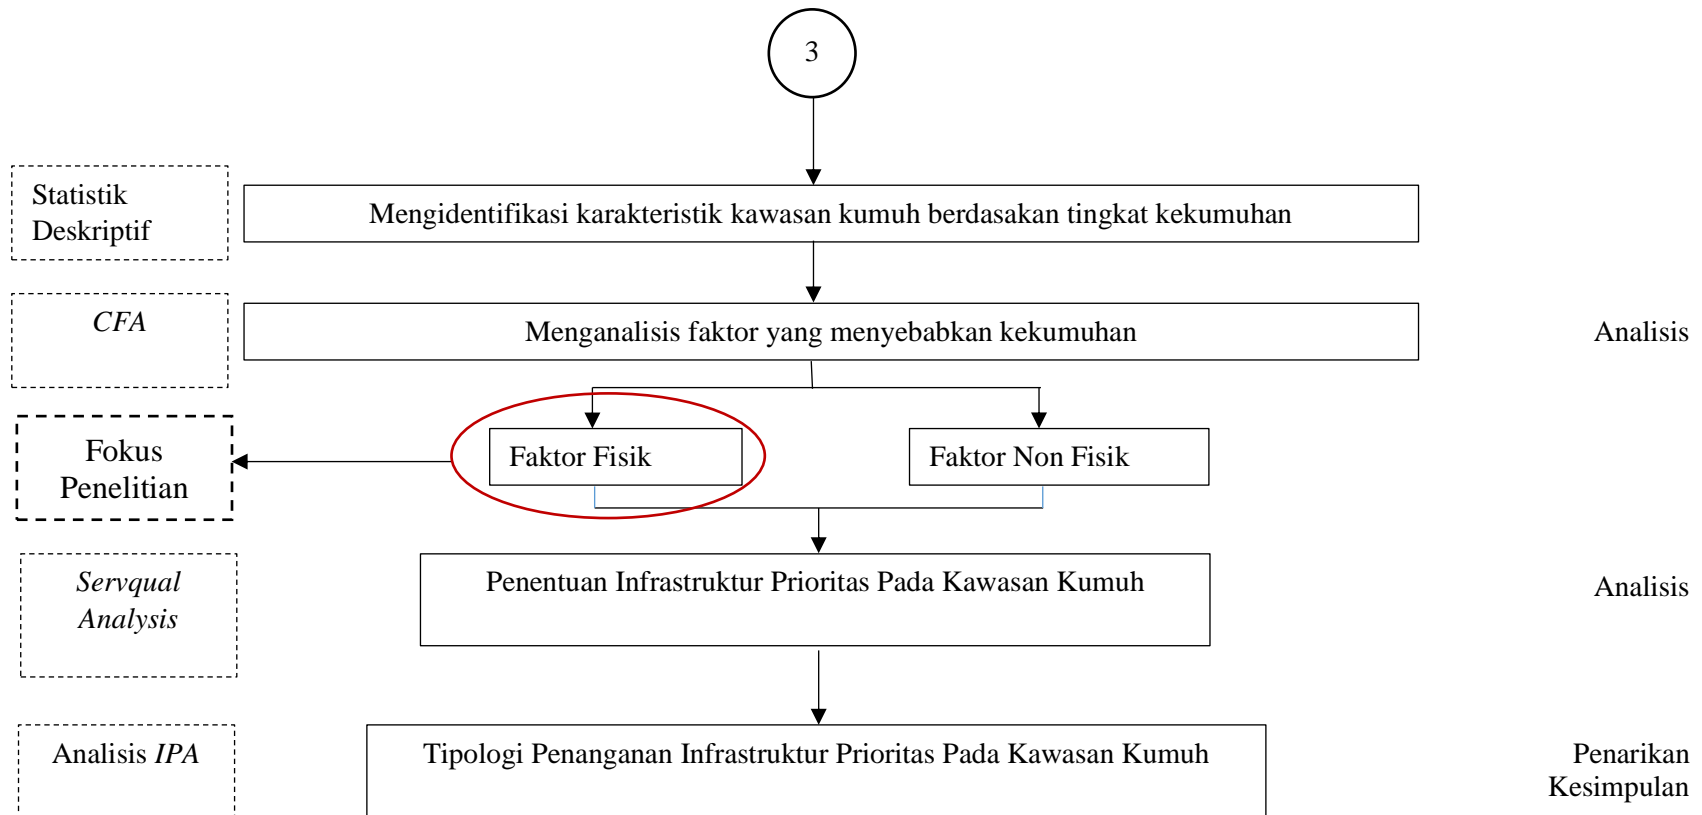 3
Statistik
Deskriptif
Mengidentifikasi karakteristik kawasan kumuh berdasakan tingkat kekumuhan
CFA
Menganalisis faktor yang menyebabkan kekumuhan
Analisis
Fokus
Penelitian
Faktor Fisik
Faktor Non Fisik
Servqual
Analysis
Penentuan Infrastruktur Prioritas Pada Kawasan Kumuh
Analisis
Analisis IPA
Tipologi Penanganan Infrastruktur Prioritas Pada Kawasan Kumuh
Penarikan
Kesimpulan